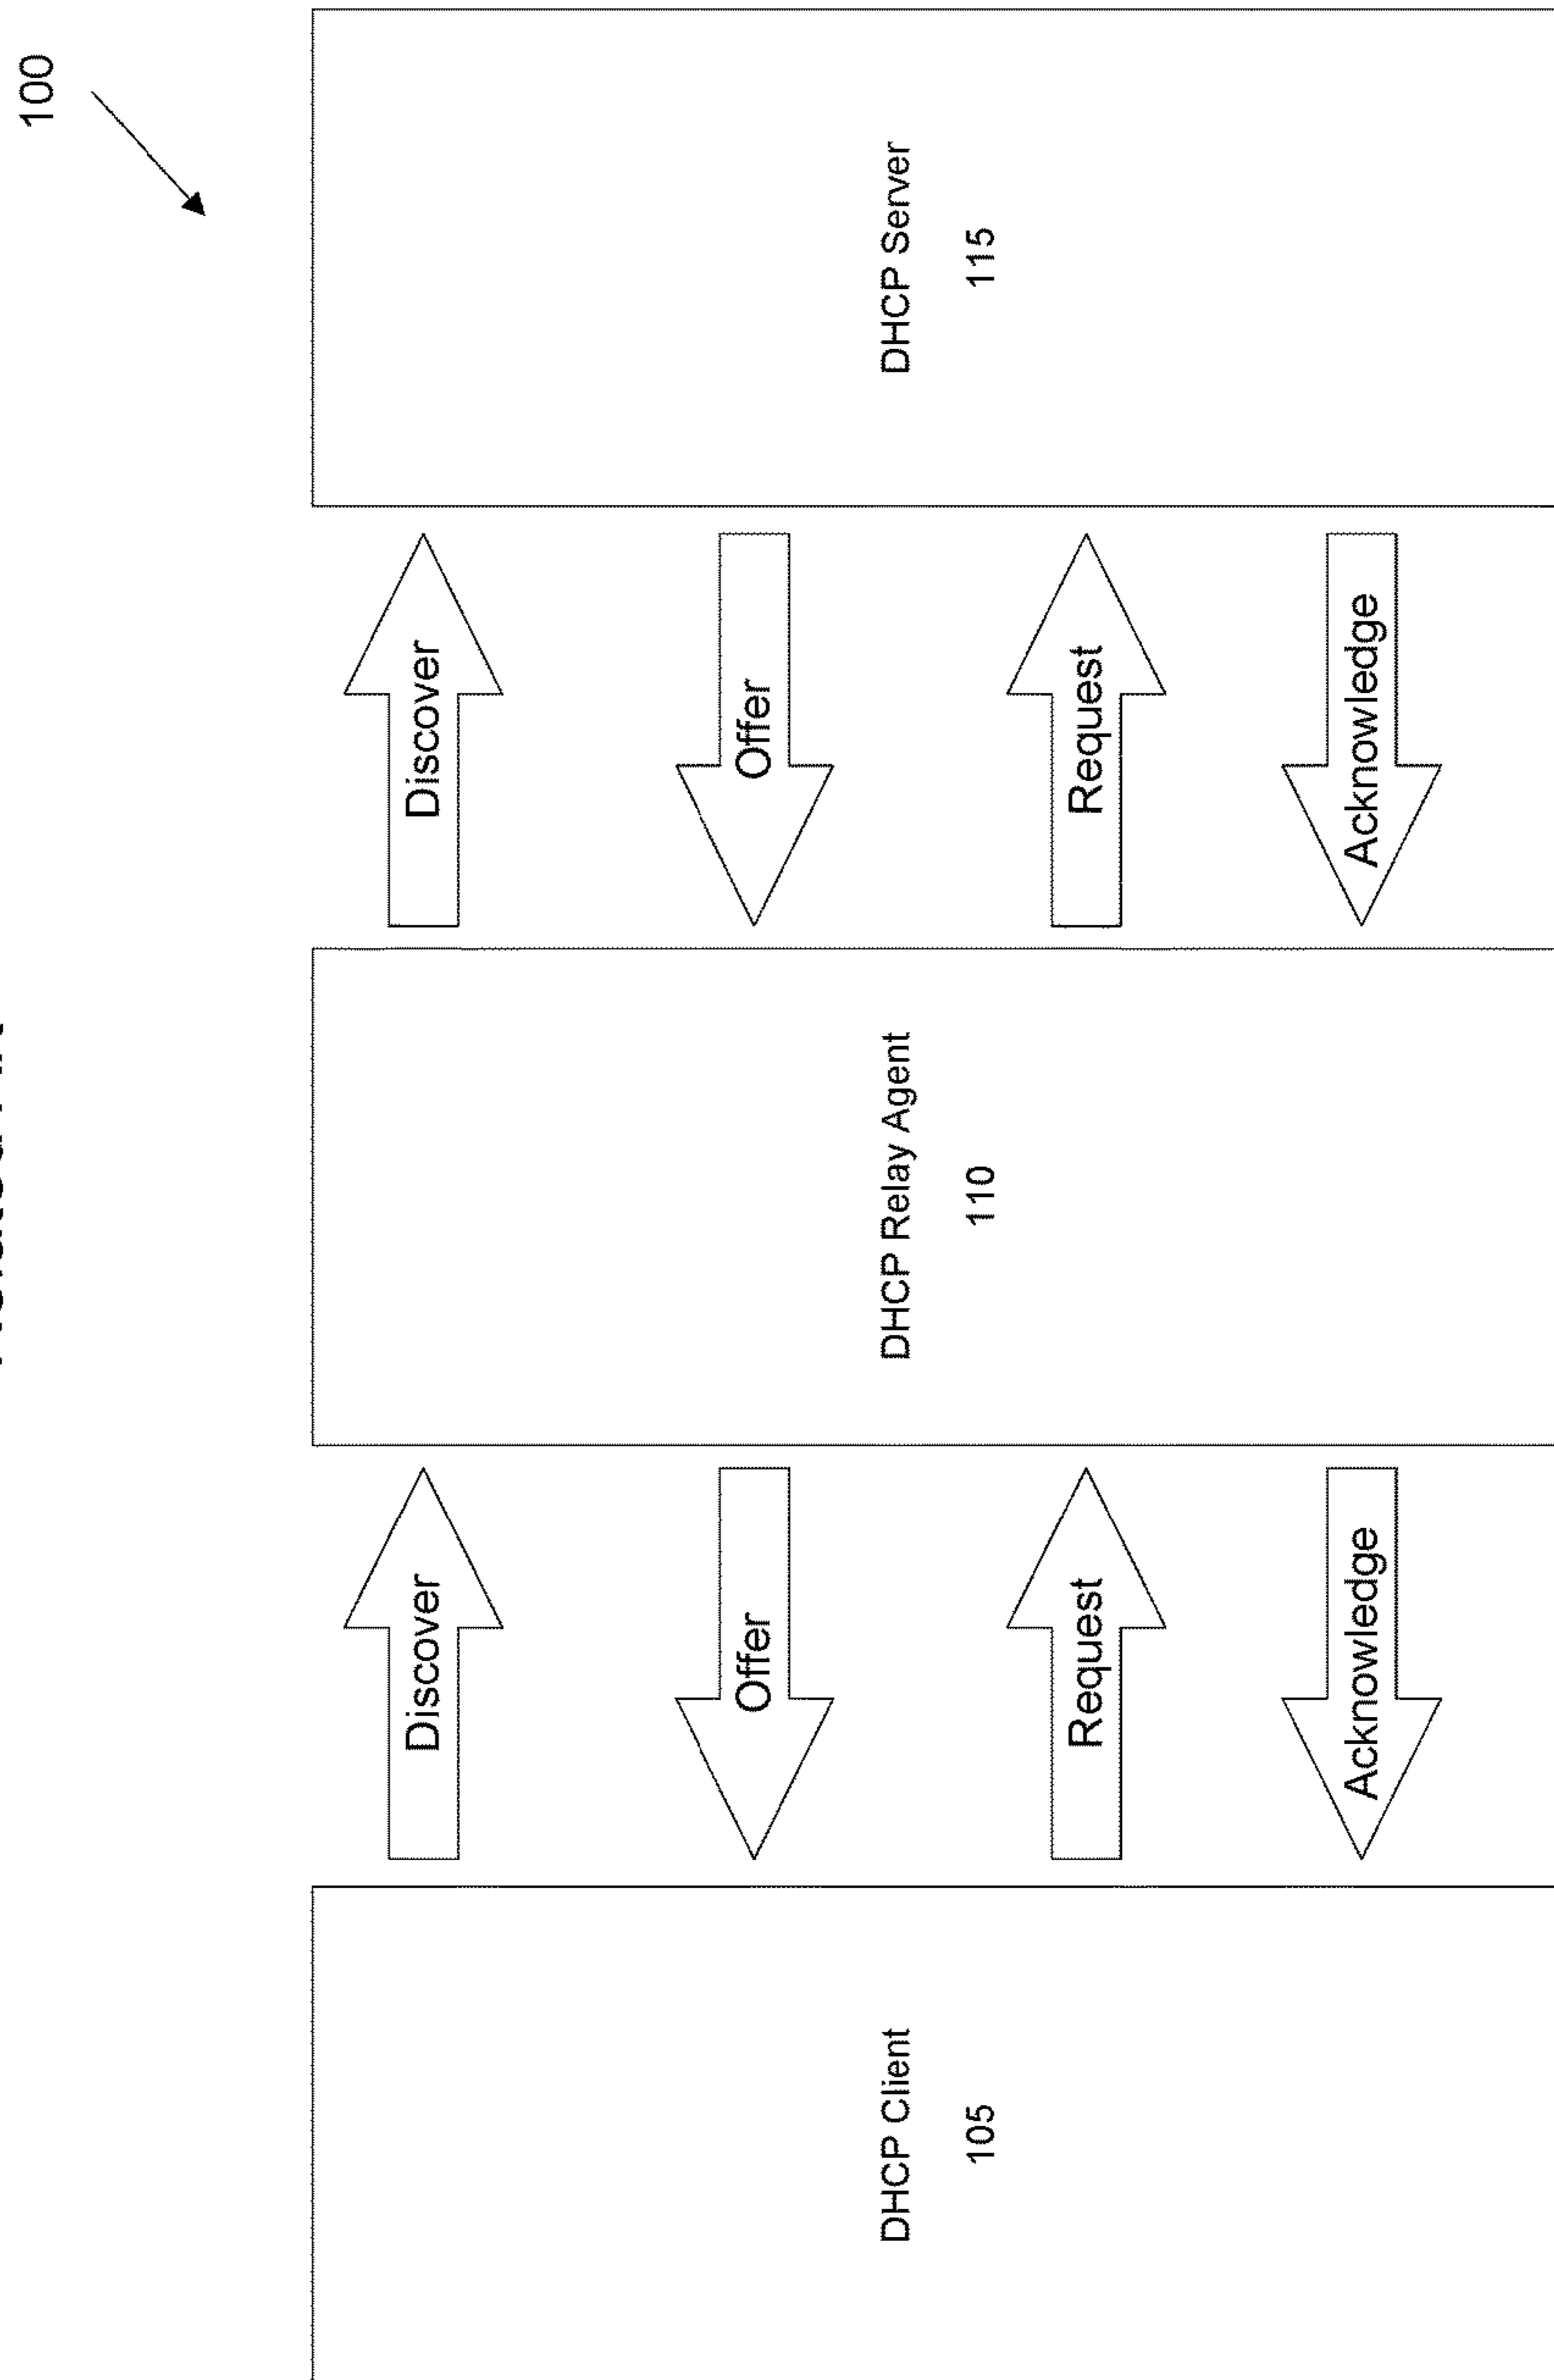 100
DHCP Client
105
Discover
Offer
Request
Acknowledge
DHCP Relay Agent
110
Discover
Offer
Request
Acknowledge
DHCP Server
115